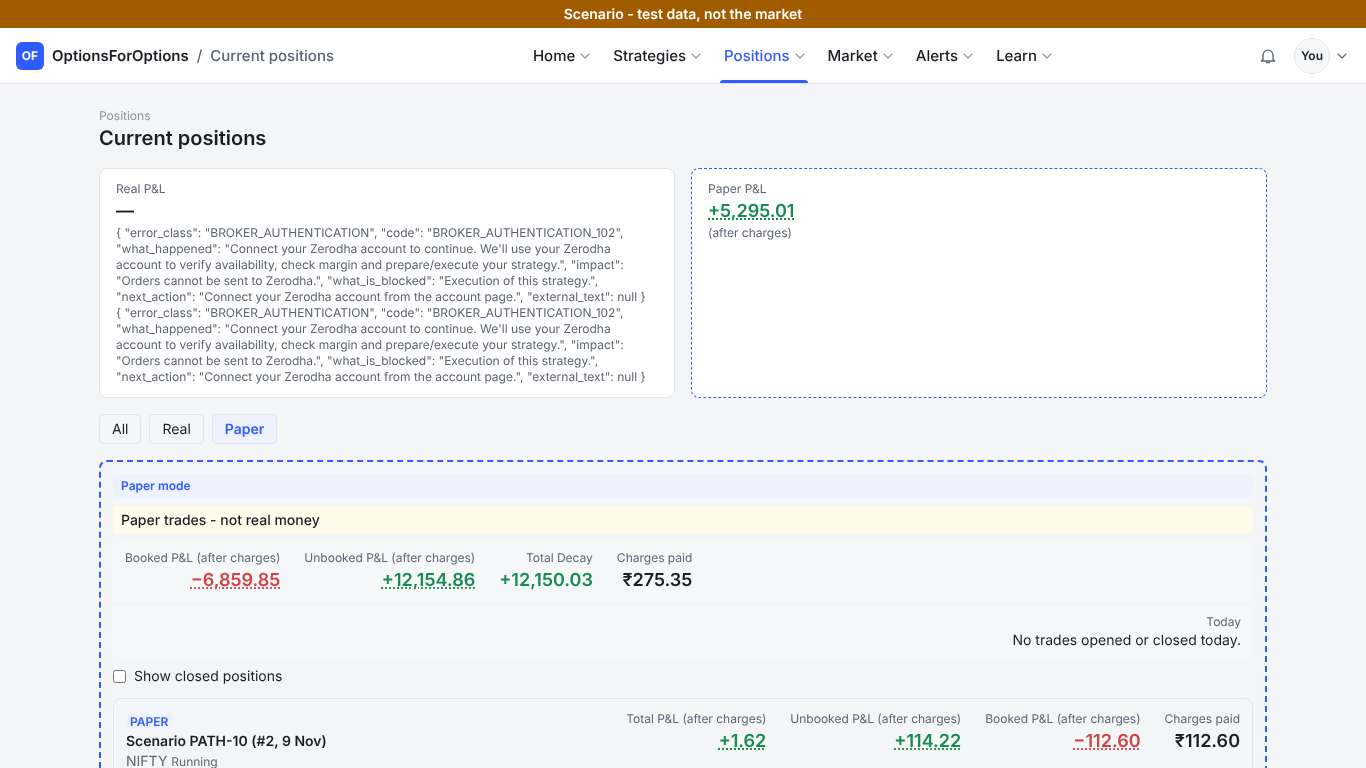 Scenario - test data, not the market
OF OptionsForOptions / Current positions Home Strategies Positions Market Alerts Learn You
Positions
Current positions
Real P&L
—
{ "error_class": "BROKER_AUTHENTICATION", "code": "BROKER_AUTHENTICATION_102",
"what_happened": "Connect your Zerodha account to continue. We'll use your Zerodha
account to verify availability, check margin and prepare/execute your strategy.", "impact":
"Orders cannot be sent to Zerodha.", "what_is_blocked": "Execution of this strategy.",
"next_action": "Connect your Zerodha account from the account page.", "external_text": null }
{ "error_class": "BROKER_AUTHENTICATION", "code": "BROKER_AUTHENTICATION_102",
"what_happened": "Connect your Zerodha account to continue. We'll use your Zerodha
account to verify availability, check margin and prepare/execute your strategy.", "impact":
"Orders cannot be sent to Zerodha.", "what_is_blocked": "Execution of this strategy.",
"next_action": "Connect your Zerodha account from the account page.", "external_text": null }
Paper P&L
+5,295.01
(after charges)
All Real Paper
Paper mode
Paper trades - not real money
Booked P&L (after charges) Unbooked P&L (after charges) Total Decay Charges paid
−6,859.85 +12,154.86 +12,150.03 ₹275.35
Today
No trades opened or closed today.
Show closed positions
PAPER
Scenario PATH-10 (#2, 9 Nov)
NIFTY Running
Total P&L (after charges) Unbooked P&L (after charges) Booked P&L (after charges) Charges paid
+1.62 +114.22 −112.60 ₹112.60